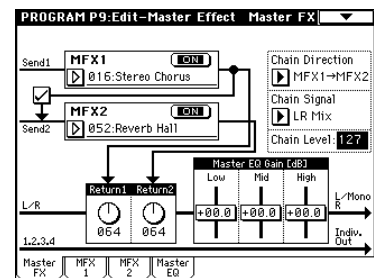 PROGRAM P9:Edit-Master Effect Master FX
Send1
MFX1 ON
016:Stereo Chorus
Chain Direction
MFX1→MFX2
Send2
MFX2 ON
052:Reverb Hall
Chain Signal
LR Mix
Chain Level: 127
Master EQ Gain [dB]
Return1 Return2
Low Mid High
L/R
064 064
+00.0 +00.0 +00.0
L/Mono
R
1.2.3.4
Indiv.
Out
Master FX
MFX 1
MFX 2
Master EQ